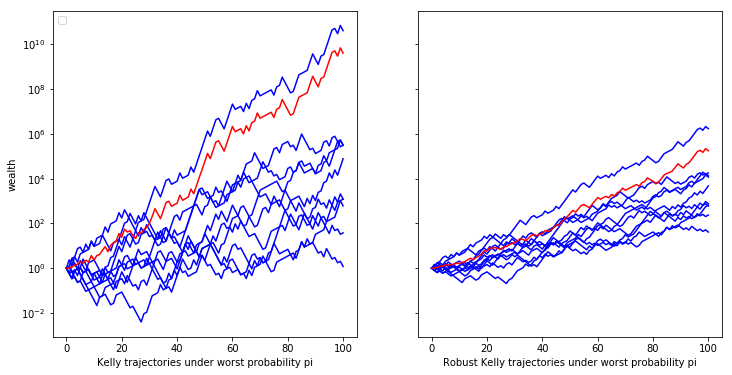 10^10
10^8
10^6
10^4
10^2
10^0
10^−2
wealth
0 20 40 60 80 100
0 20 40 60 80 100
Kelly trajectories under worst probability pi
Robust Kelly trajectories under worst probability pi